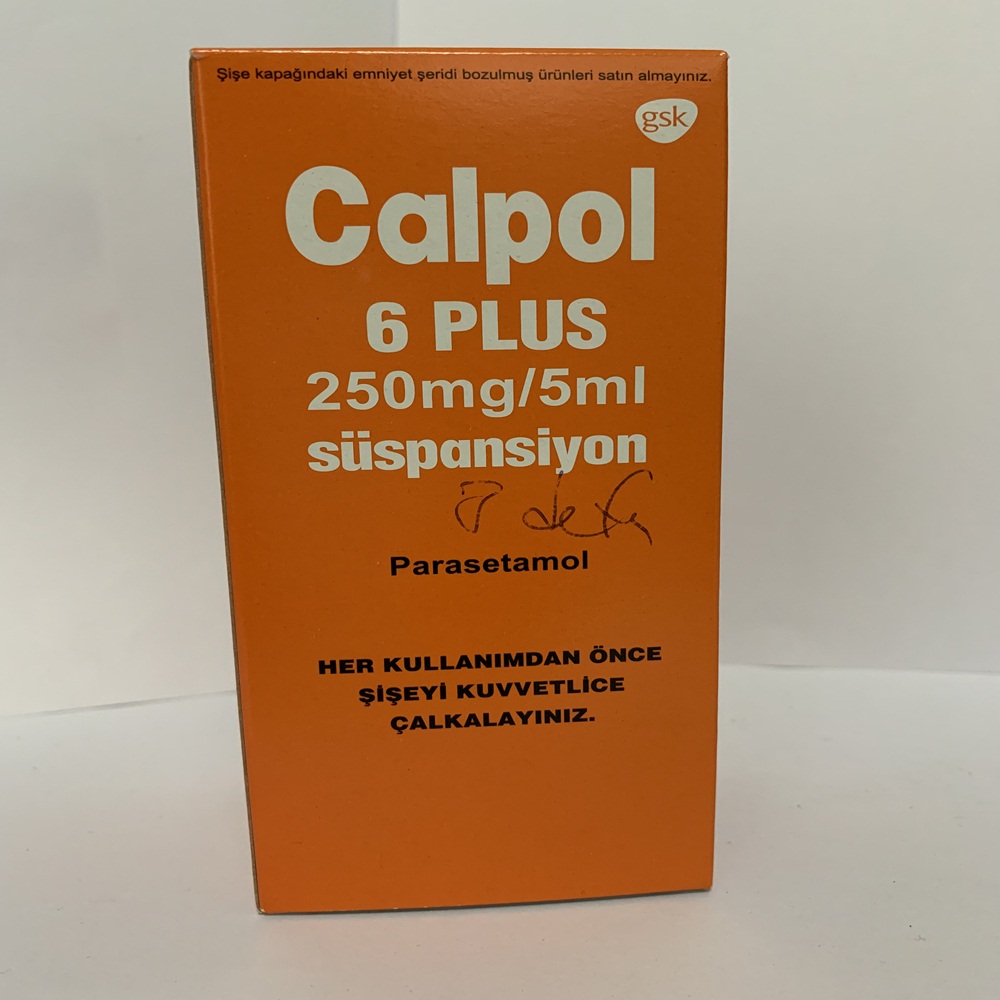 Şişe kapağındaki emniyet şeridi bozulmuş ürünleri satın almayınız.
gsk
Calpol
6 PLUS
250mg/5ml
süspansiyon
Parasetamol
HER KULLANIMDAN ÖNCE
ŞİŞEYİ KUVVETLİCE
ÇALKALAYINIZ.